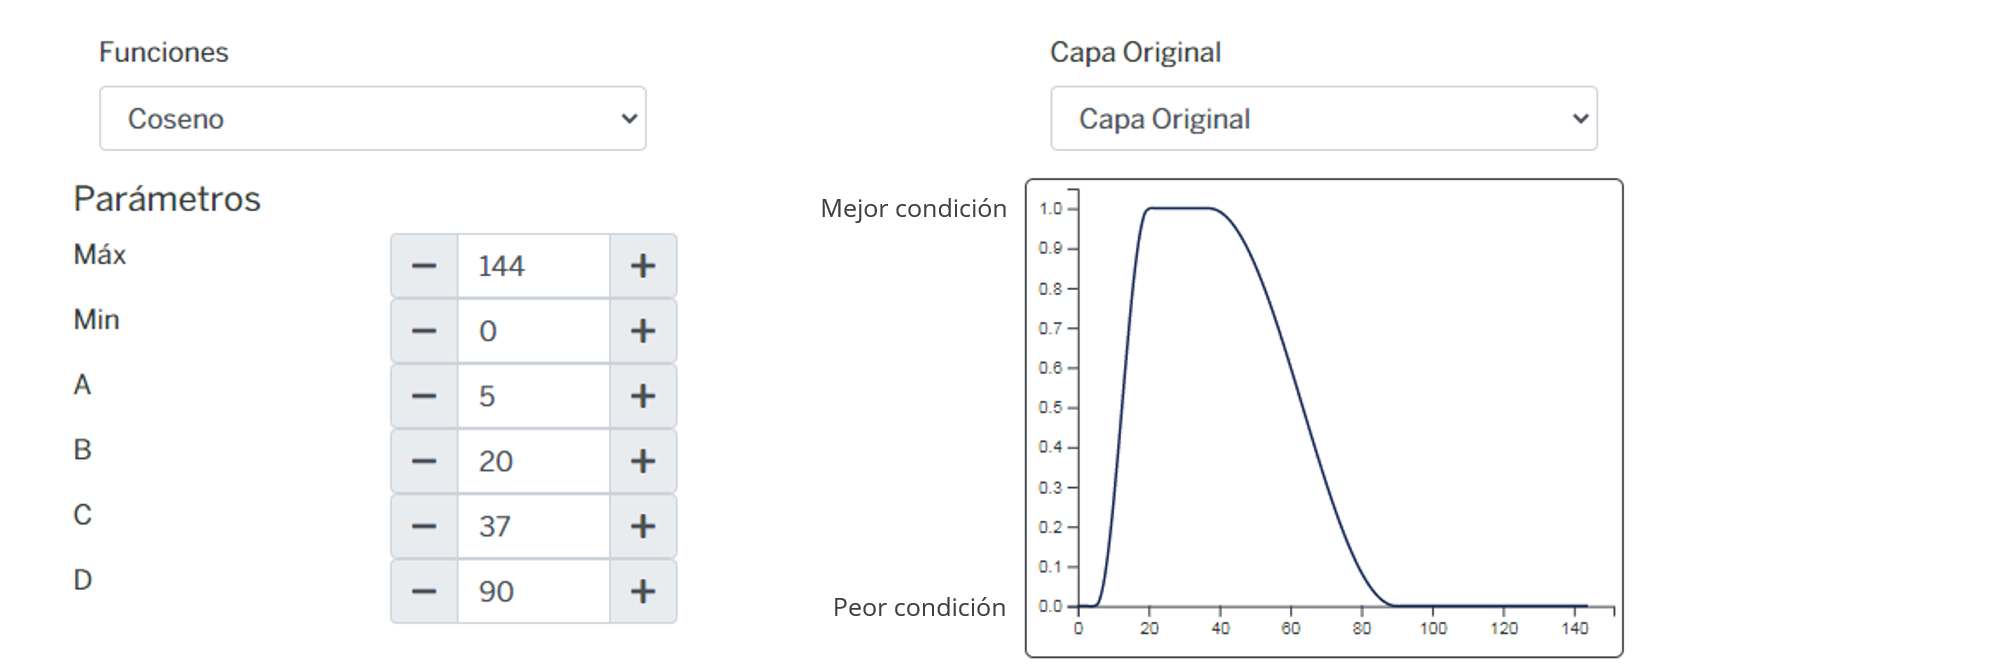 Funciones
Coseno
Parámetros
Máx
144
Min
0
A
5
B
20
C
37
D
90
Capa Original
Capa Original
Mejor condición
Peor condición
1.0
0.9
0.8
0.7
0.6
0.5
0.4
0.3
0.2
0.1
0.0
0 20 40 60 80 100 120 140